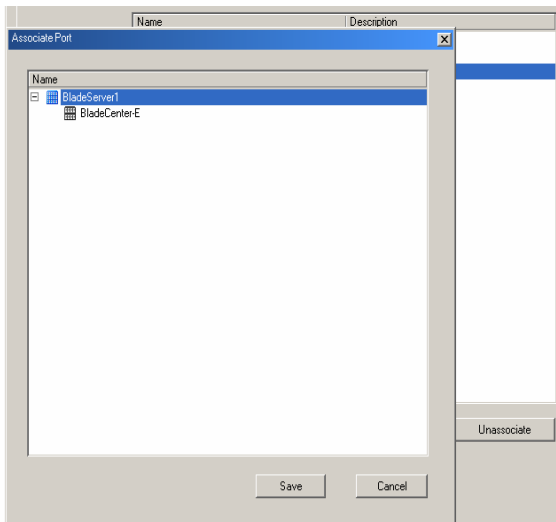 Name Description
Associate Port
Name
BladeServer1
BladeCenter-E
Unassociate
Save Cancel